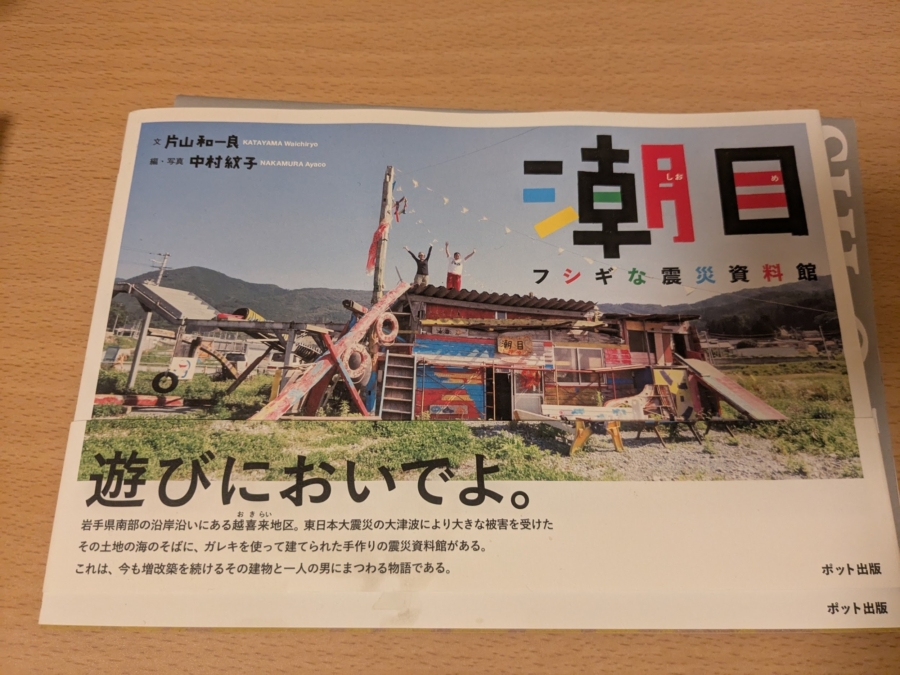 文 片山和一良 KATAYAMA Waichiryo
編・写真 中村紋子 NAKAMURA Ayaco
潮目
しおめ
フシギな震災資料館
潮目
遊びにおいでよ。
おきらい
岩手県南部の沿岸沿いにある越喜来地区。東日本大震災の大津波により大きな被害を受けた
その土地の海のそばに、ガレキを使って建てられた手作りの震災資料館がある。
これは、今も増改築を続けるその建物と一人の男にまつわる物語である。
ポット出版
ポット出版